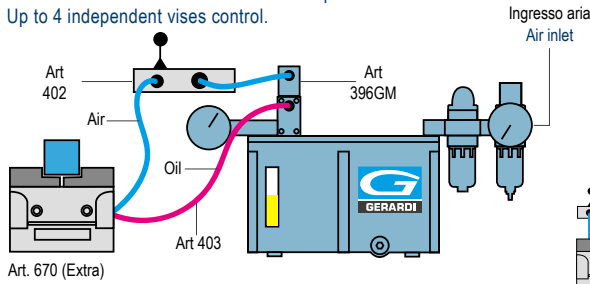 Up to 4 independent vises control.
Ingresso aria
Air inlet
Art
402
Art
396GM
Air
Oil
GERARDI
Art 403
Art. 670 (Extra)